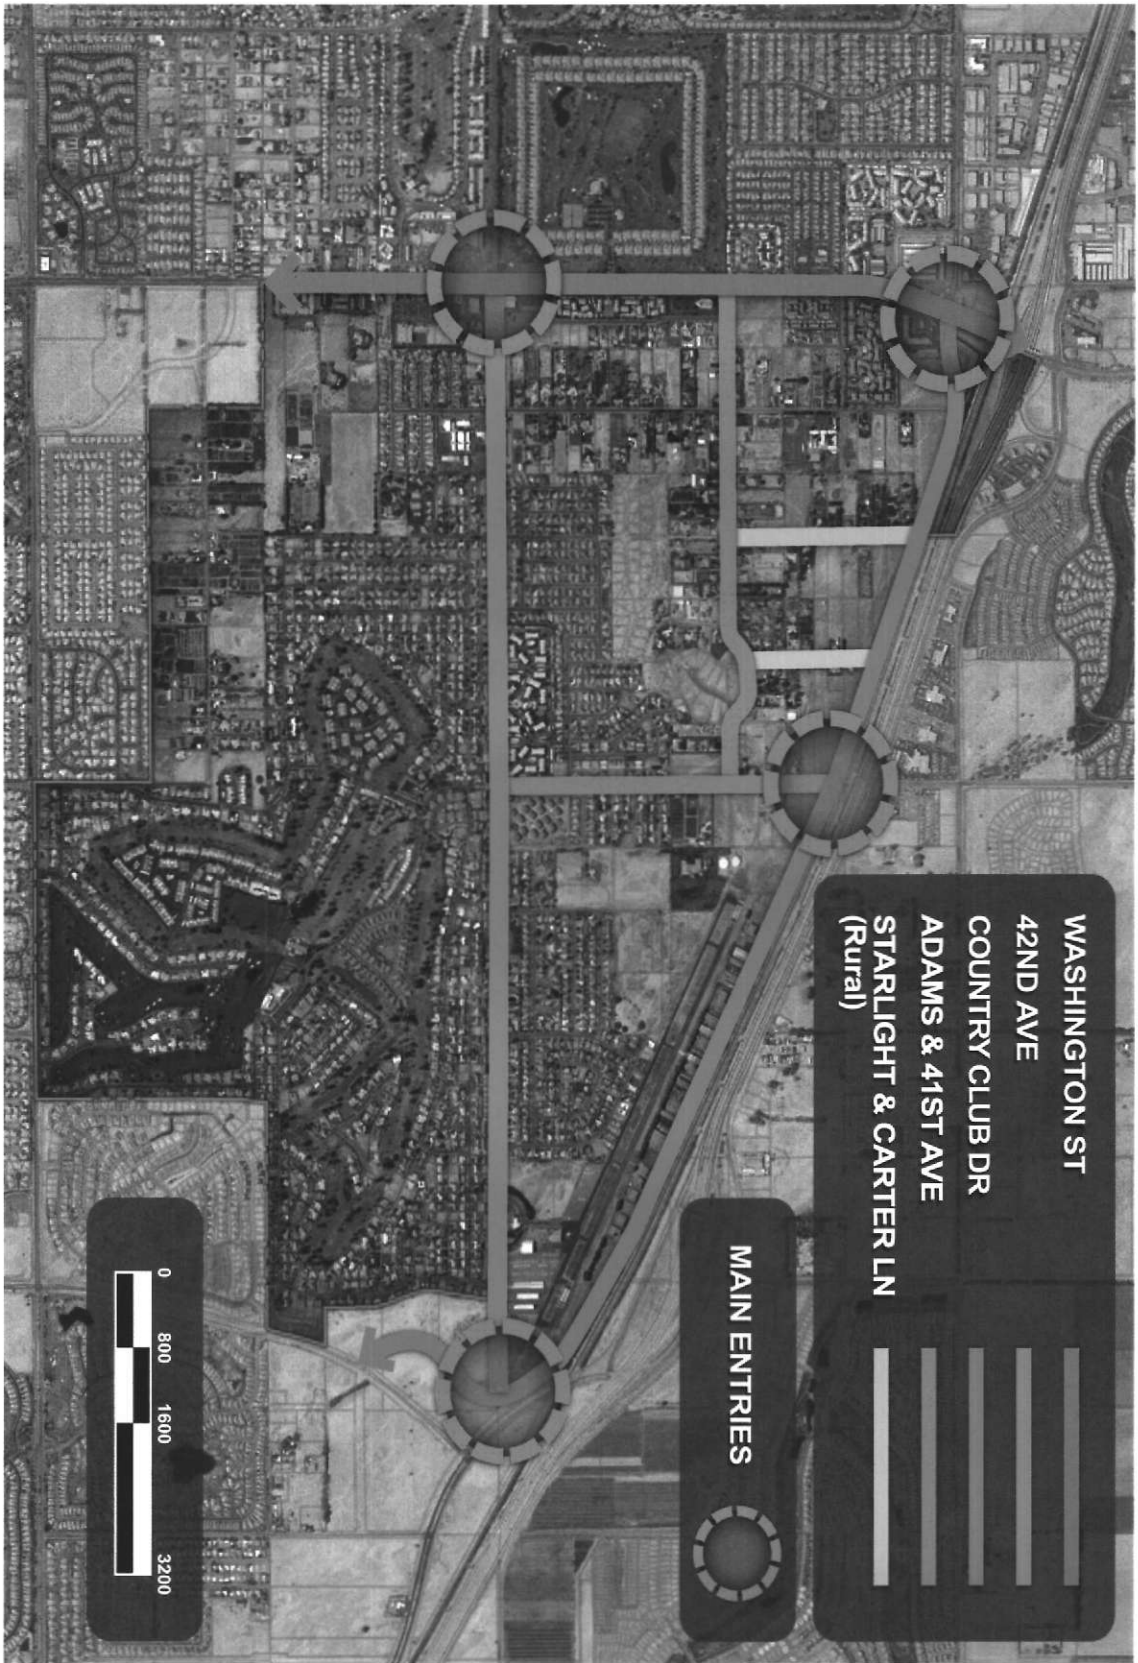 WASHINGTON ST
42ND AVE
COUNTRY CLUB DR
ADAMS & 41ST AVE
STARLIGHT & CARTER LN
(Rural)
MAIN ENTRIES
0 800 1600 3200